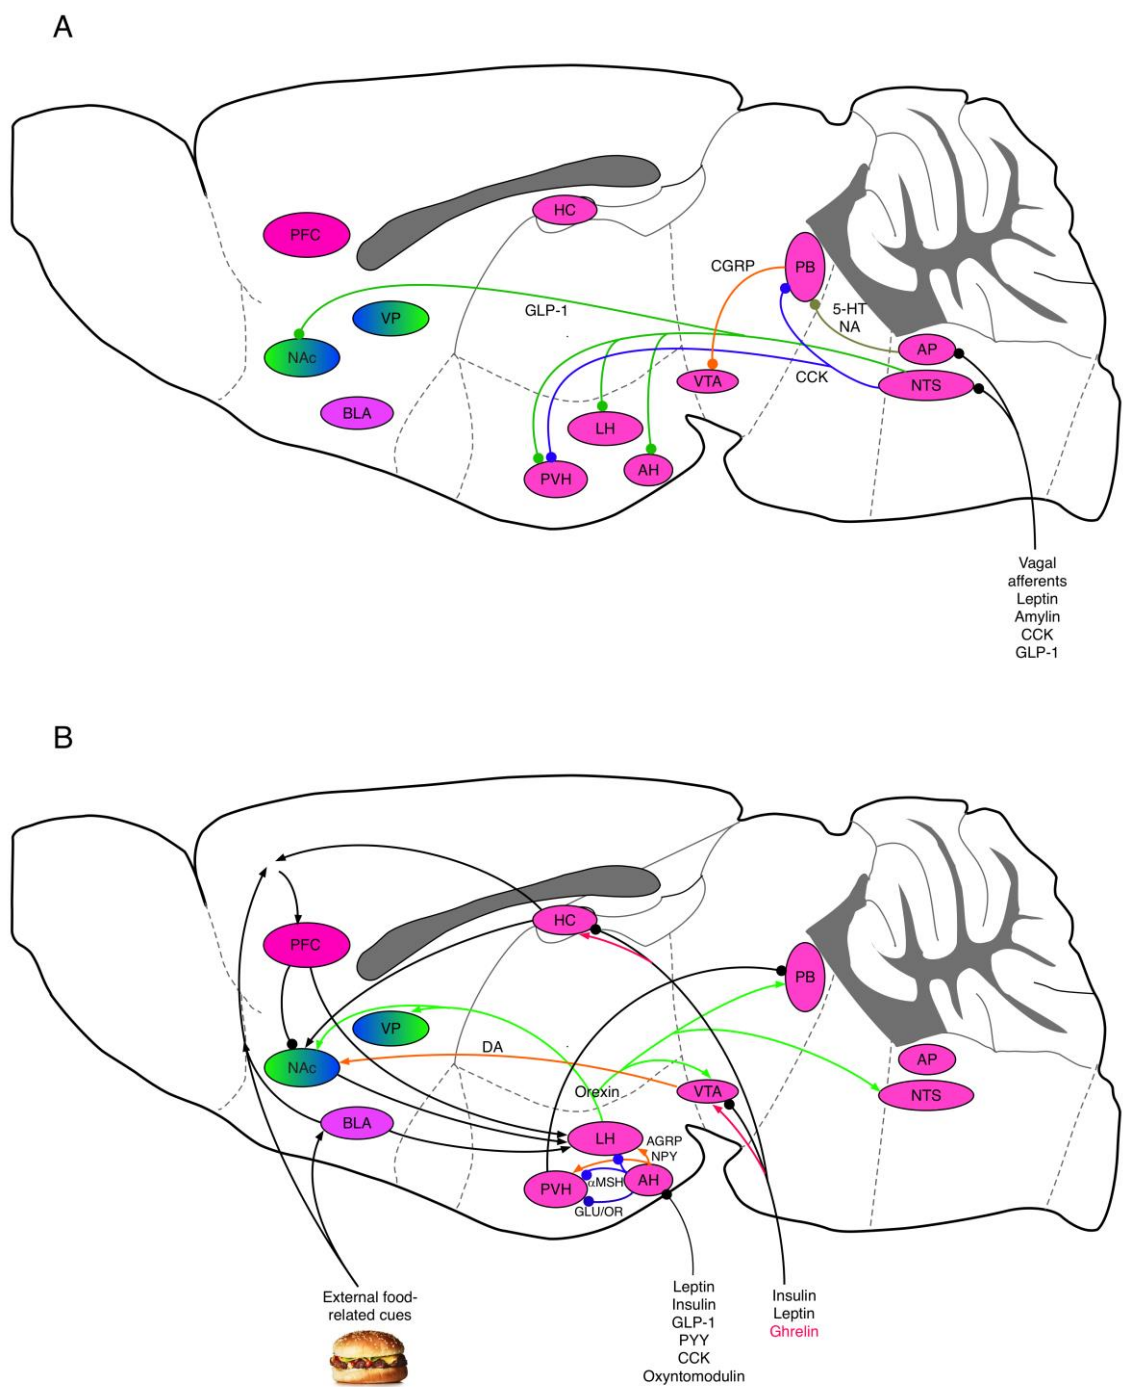 A
HC
PFC
PB
CGRP
VP
GLP-1
5-HT
NA
NAc
AP
VTA
CCK
NTS
BLA
LH
AH
PVH
Vagal
afferents
Leptin
Amylin
CCK
GLP-1
B
HC
PFC
PB
VP
DA
NAc
AP
Orexin
VTA
NTS
BLA
LH
AGRP
NPY
AH
αMSH
PVH
GLU/OR
External food-
related cues
Leptin
Insulin
GLP-1
PYY
CCK
Oxyntomodulin
Insulin
Leptin
Ghrelin